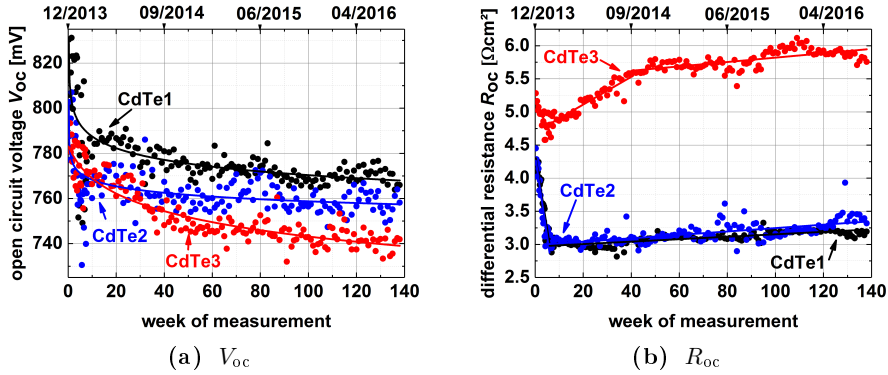 12/2013 09/2014 06/2015 04/2016
open circuit voltage V_OC [mV]
820
800
780
760
740
CdTe1
CdTe2
CdTe3
0 20 40 60 80 100 120 140
week of measurement
(a) V_oc
12/2013 09/2014 06/2015 04/2016
differential resistance R_OC [Ωcm²]
6.0
5.5
5.0
4.5
4.0
3.5
3.0
2.5
CdTe3
CdTe2
CdTe1
0 20 40 60 80 100 120 140
week of measurement
(b) R_oc